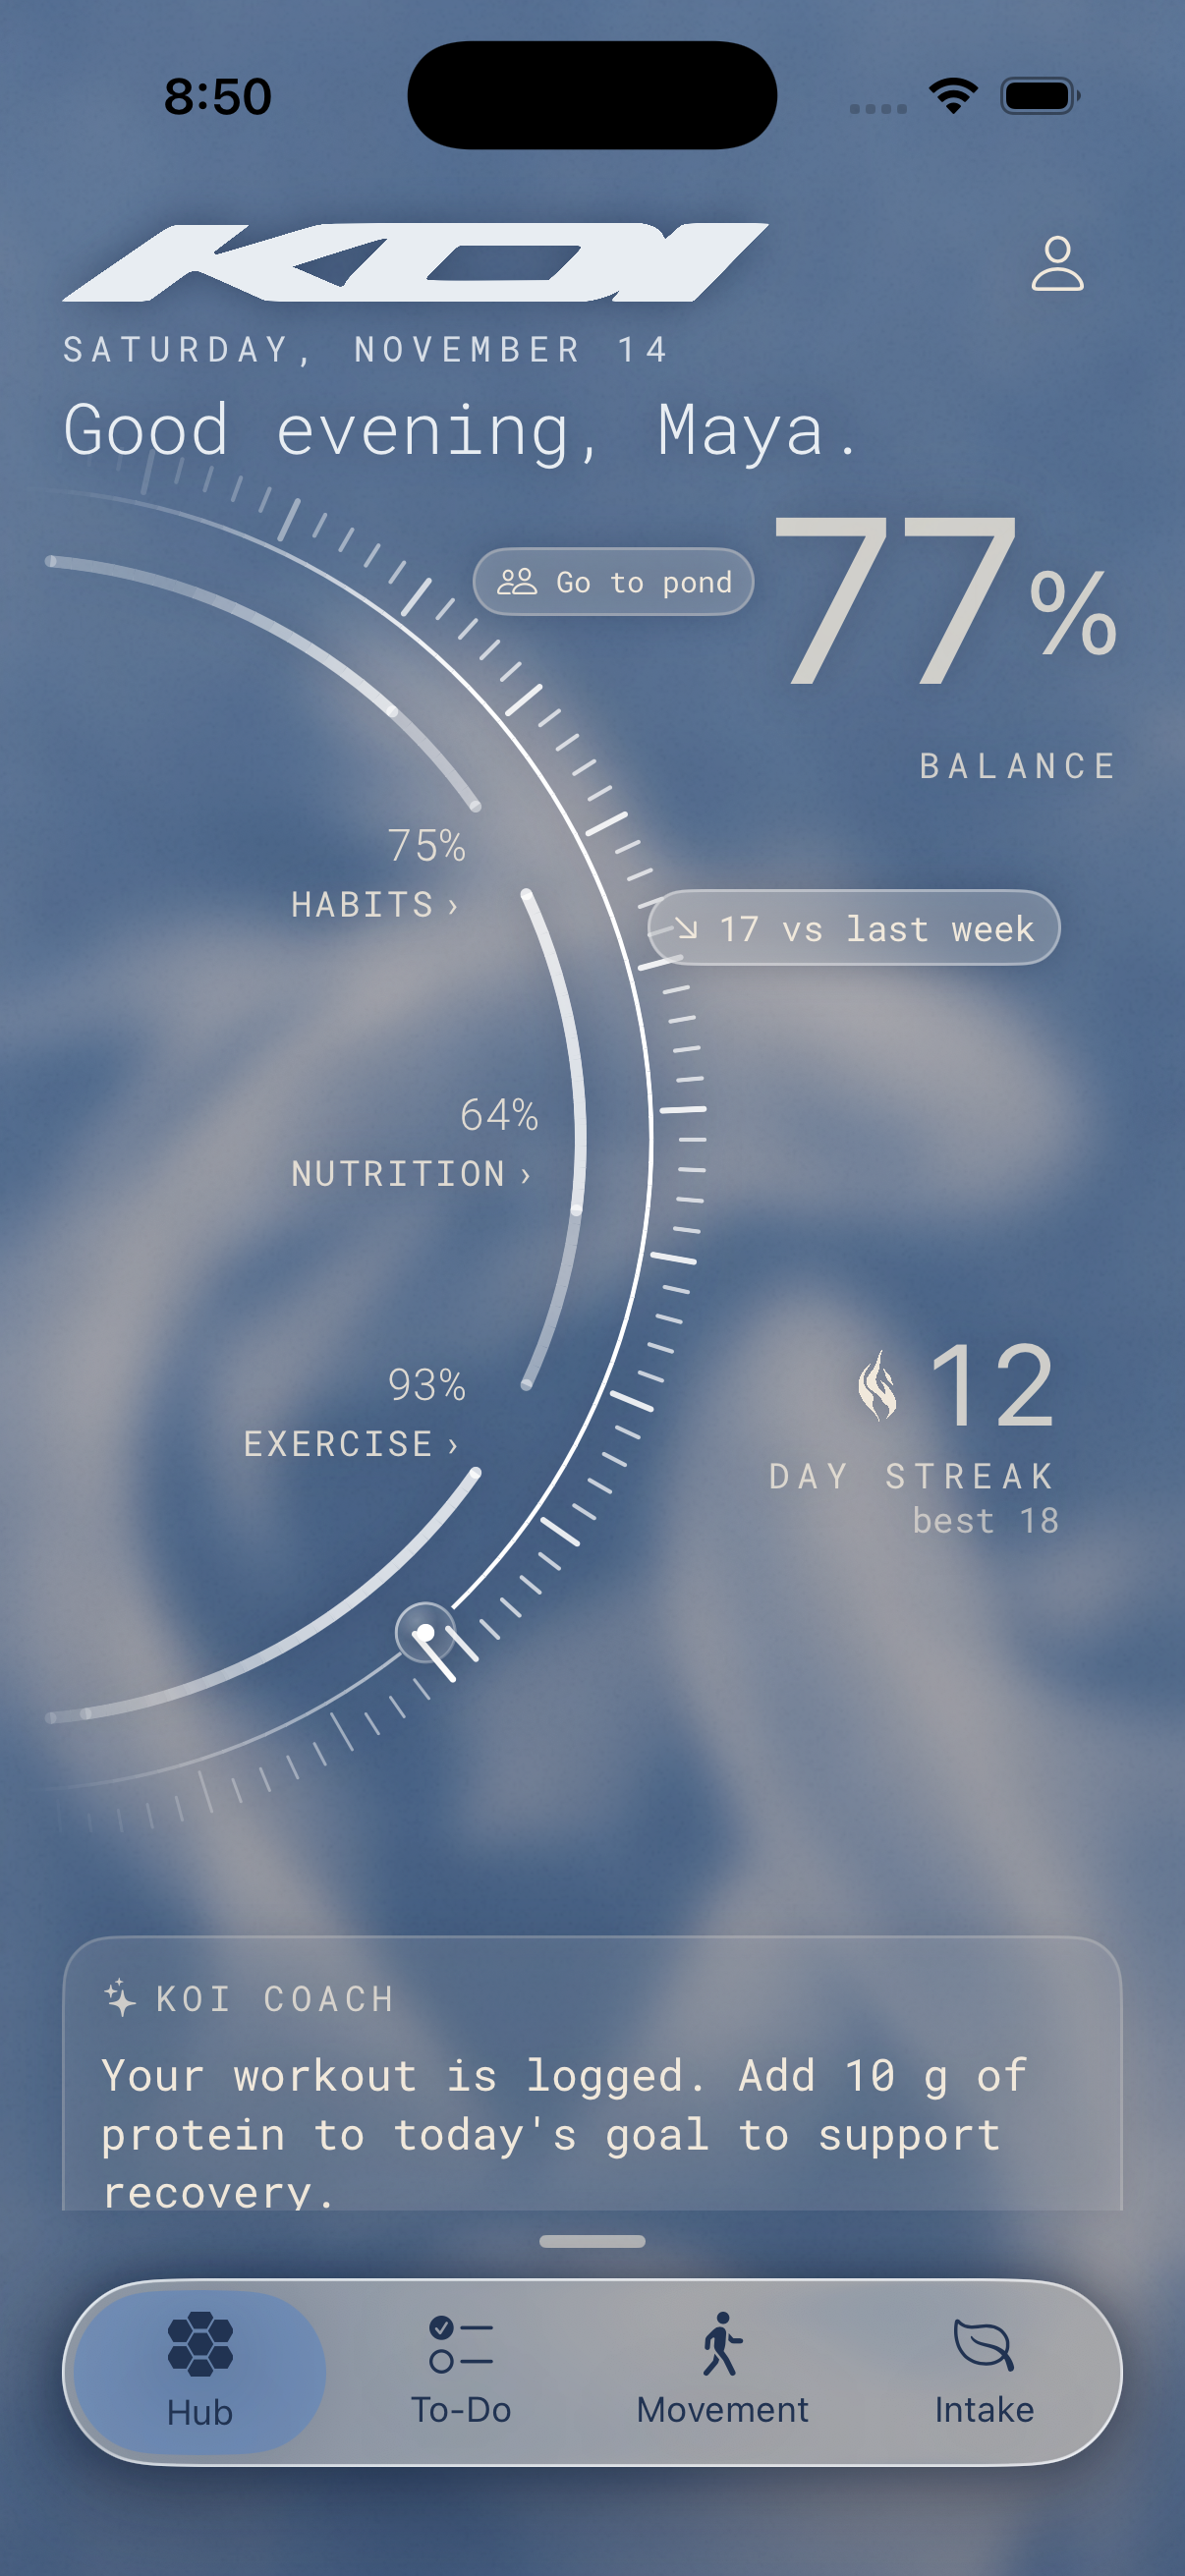 8:50
KOI
SATURDAY, NOVEMBER 14
Good evening, Maya.
Go to pond
77%
BALANCE
75%
HABITS ›
17 vs last week
64%
NUTRITION ›
93%
EXERCISE ›
12
DAY STREAK
best 18
KOI COACH
Your workout is logged. Add 10 g of
protein to today's goal to support
recovery.
Hub
To-Do
Movement
Intake